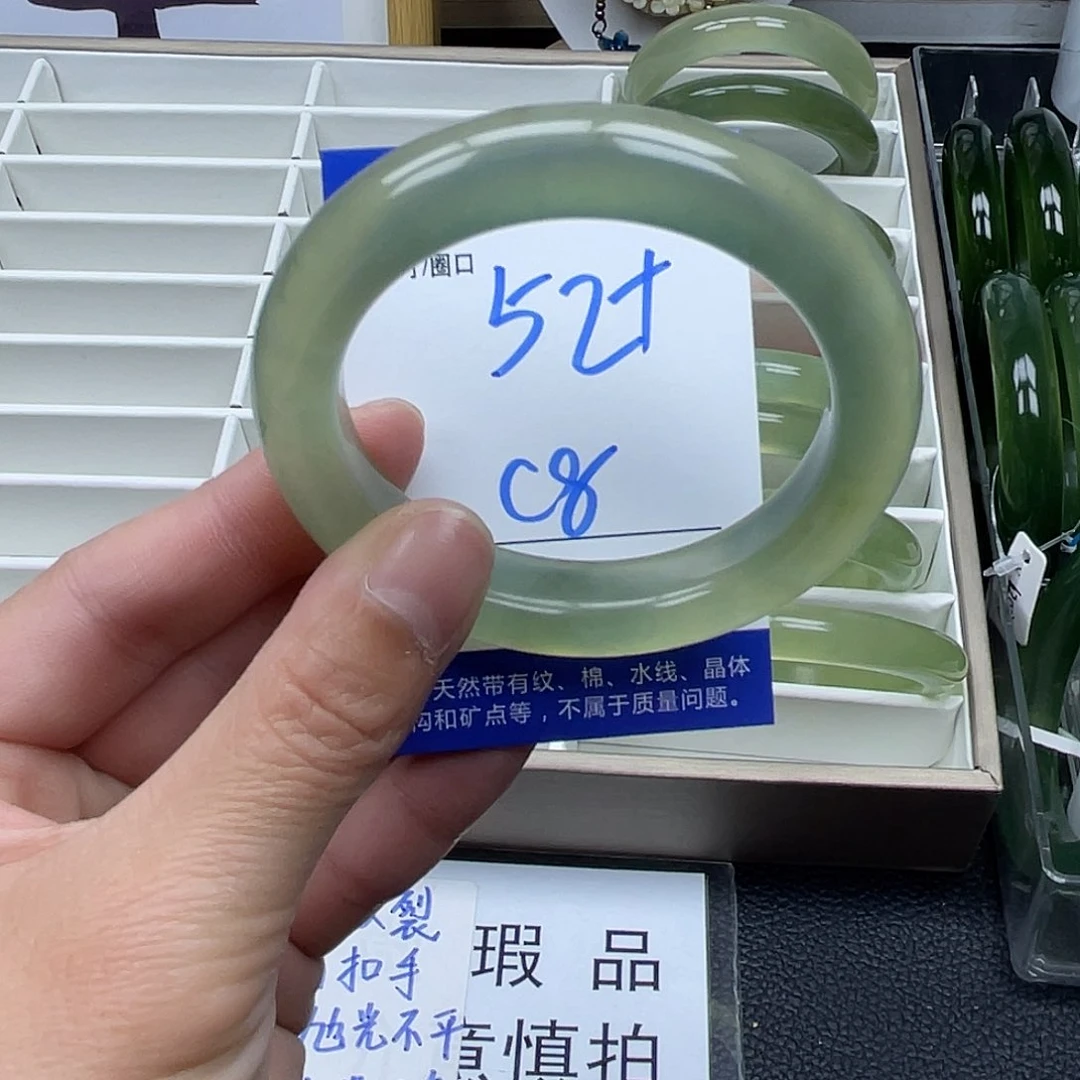 /圈口
52+
C8
天然带有纹、棉、水线、晶体
构和矿点等，不属于质量问题。
裂
扣手
抛光不平
瑕 品
慎拍